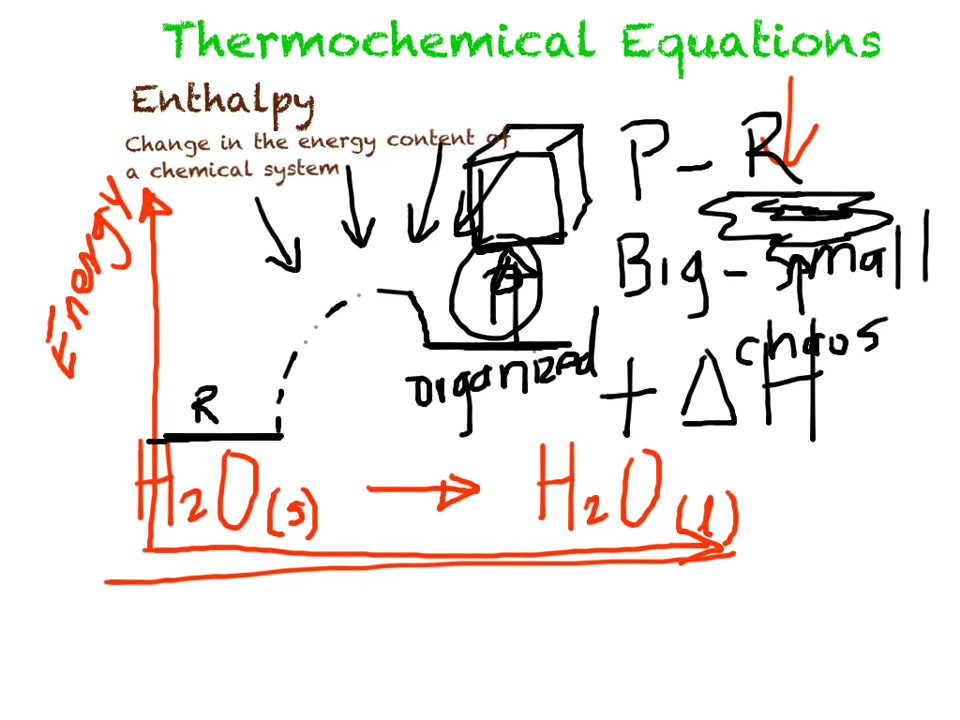 Thermochemical Equations
Enthalpy
Change in the energy content of
a chemical system
P - R
Energy
Big - small
P
chaos
organized
+ ΔH
R
H2O(s) → H2O(l)